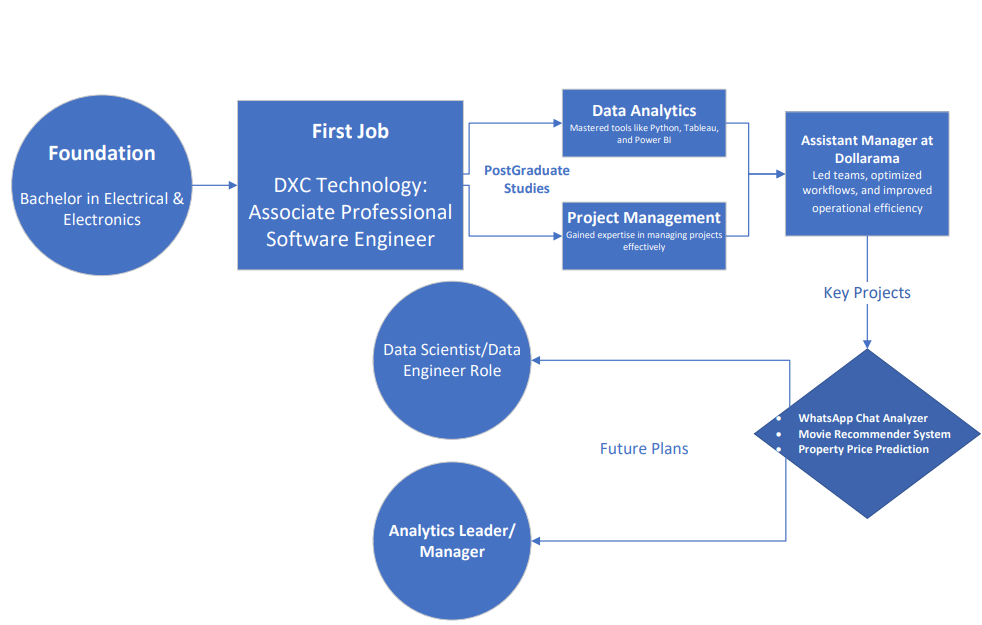 Foundation
Bachelor in Electrical &
Electronics
First Job
DXC Technology:
Associate Professional
Software Engineer
PostGraduate
Studies
Data Analytics
Mastered tools like Python, Tableau,
and Power BI
Project Management
Gained expertise in managing projects
effectively
Assistant Manager at
Dollarama
Led teams, optimized
workflows, and improved
operational efficiency
Key Projects
• WhatsApp Chat Analyzer
• Movie Recommender System
• Property Price Prediction
Future Plans
Data Scientist/Data
Engineer Role
Analytics Leader/
Manager